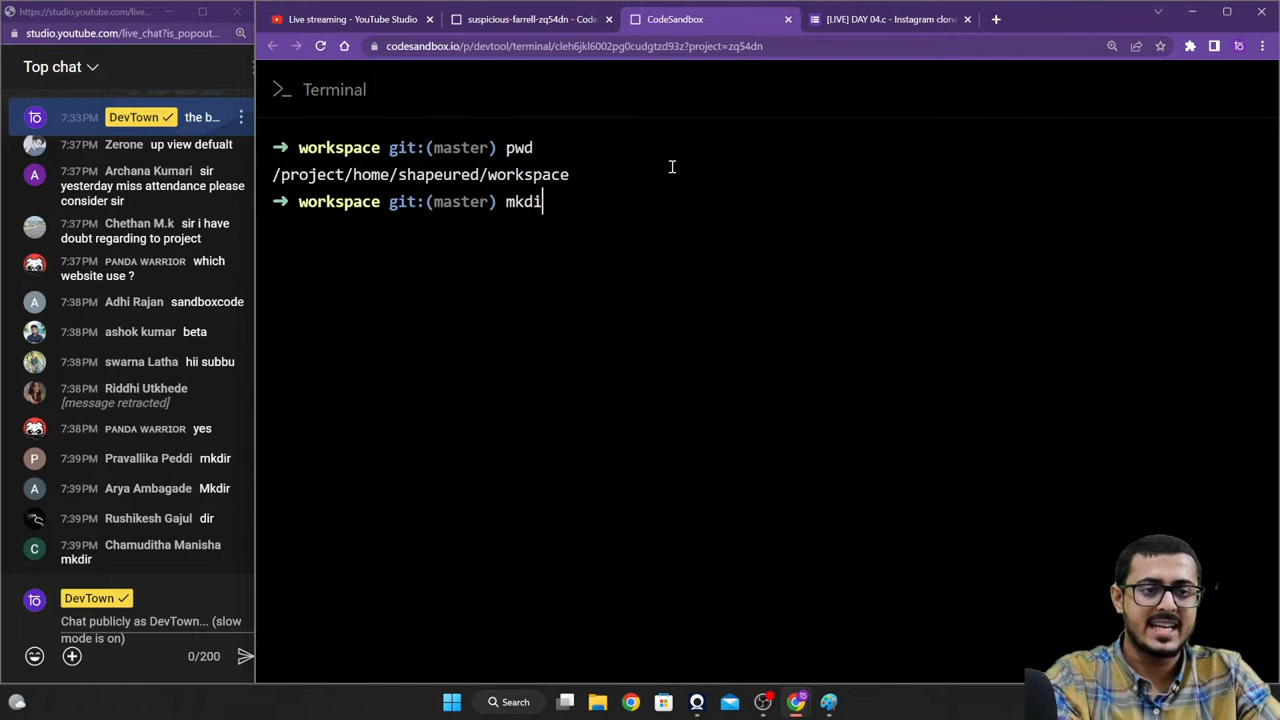 https://studio.youtube.com/live_chat?is_popout...
studio.youtube.com/live_chat?is_popout...
Top chat
7:33PM DevTown the b...
7:37PM Zerone up view defualt
7:37PM Archana Kumari sir
yesterday miss attendance please
consider sir
7:37PM Chethan M.k sir i have
doubt regarding to project
7:37PM PANDA WARRIOR which
website use ?
7:38PM Adhi Rajan sandboxcode
7:38PM ashok kumar beta
7:38PM swarna Latha hii subbu
7:38PM Riddhi Utkhede
[message retracted]
7:38PM PANDA WARRIOR yes
7:39PM Pravallika Peddi mkdir
7:39PM Arya Ambagade Mkdir
7:39PM Rushikesh Gajul dir
7:39PM Chamuditha Manisha
mkdir
DevTown
Chat publicly as DevTown... (slow
mode is on)
0/200
Live streaming - YouTube Studio
suspicious-farrell-zq54dn - Code
CodeSandbox
[LIVE] DAY 04.c - Instagram clone
codesandbox.io/p/devtool/terminal/cleh6jkl6002pg0cudgtzd93z?project=zq54dn
>_ Terminal
➜ workspace git:(master) pwd
/project/home/shapeured/workspace
➜ workspace git:(master) mkdi
Search